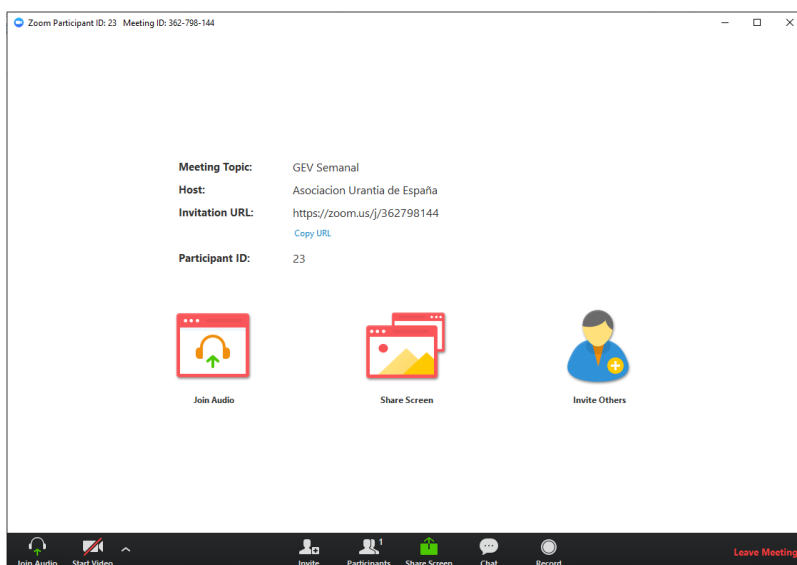 Zoom Participant ID: 23 Meeting ID: 362-798-144
Meeting Topic: GEV Semanal
Host: Asociacion Urantia de España
Invitation URL: https://zoom.us/j/362798144
Copy URL
Participant ID: 23
Join Audio Share Screen Invite Others
1
Join Audio Start Video Invite Participants Share Screen Chat Record Leave Meeting